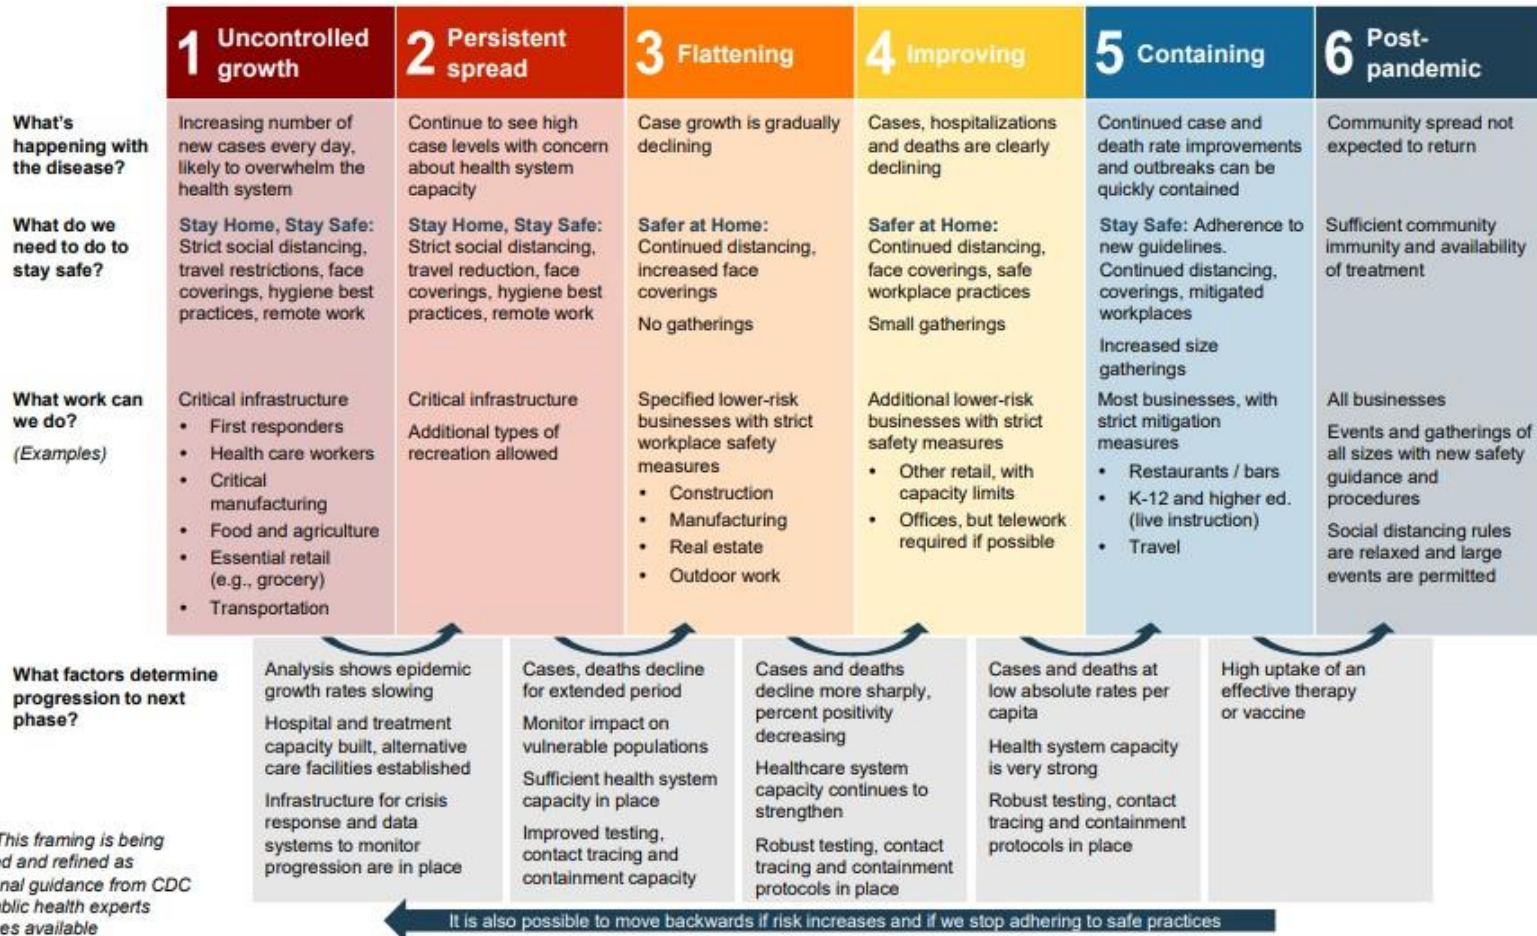 1 Uncontrolled
growth
2 Persistent
spread
3 Flattening
4 Improving
5 Containing
6 Post-
pandemic
What's
happening with
the disease?
Increasing number of
new cases every day,
likely to overwhelm the
health system
Continue to see high
case levels with concern
about health system
capacity
Case growth is gradually
declining
Cases, hospitalizations
and deaths are clearly
declining
Continued case and
death rate improvements
and outbreaks can be
quickly contained
Community spread not
expected to return
What do we
need to do to
stay safe?
Stay Home, Stay Safe:
Strict social distancing,
travel restrictions, face
coverings, hygiene best
practices, remote work
Stay Home, Stay Safe:
Strict social distancing,
travel reduction, face
coverings, hygiene best
practices, remote work
Safer at Home:
Continued distancing,
increased face
coverings
No gatherings
Safer at Home:
Continued distancing,
face coverings, safe
workplace practices
Small gatherings
Stay Safe: Adherence to
new guidelines.
Continued distancing,
coverings, mitigated
workplaces
Increased size
gatherings
Sufficient community
immunity and availability
of treatment
What work can
we do?
(Examples)
Critical infrastructure
• First responders
• Health care workers
• Critical
manufacturing
• Food and agriculture
• Essential retail
(e.g., grocery)
• Transportation
Critical infrastructure
Additional types of
recreation allowed
Specified lower-risk
businesses with strict
workplace safety
measures
• Construction
• Manufacturing
• Real estate
• Outdoor work
Additional lower-risk
businesses with strict
safety measures
• Other retail, with
capacity limits
• Offices, but telework
required if possible
Most businesses, with
strict mitigation
measures
• Restaurants / bars
• K-12 and higher ed.
(live instruction)
• Travel
All businesses
Events and gatherings of
all sizes with new safety
guidance and
procedures
Social distancing rules
are relaxed and large
events are permitted
What factors determine
progression to next
phase?
Analysis shows epidemic
growth rates slowing
Hospital and treatment
capacity built, alternative
care facilities established
Infrastructure for crisis
response and data
systems to monitor
progression are in place
Cases, deaths decline
for extended period
Monitor impact on
vulnerable populations
Sufficient health system
capacity in place
Improved testing,
contact tracing and
containment capacity
Cases and deaths
decline more sharply,
percent positivity
decreasing
Healthcare system
capacity continues to
strengthen
Robust testing, contact
tracing and containment
protocols in place
Cases and deaths at
low absolute rates per
capita
Health system capacity
is very strong
Robust testing, contact
tracing and containment
protocols in place
High uptake of an
effective therapy
or vaccine
This framing is being
and refined as
guidance from CDC
health experts
available
It is also possible to move backwards if risk increases and if we stop adhering to safe practices